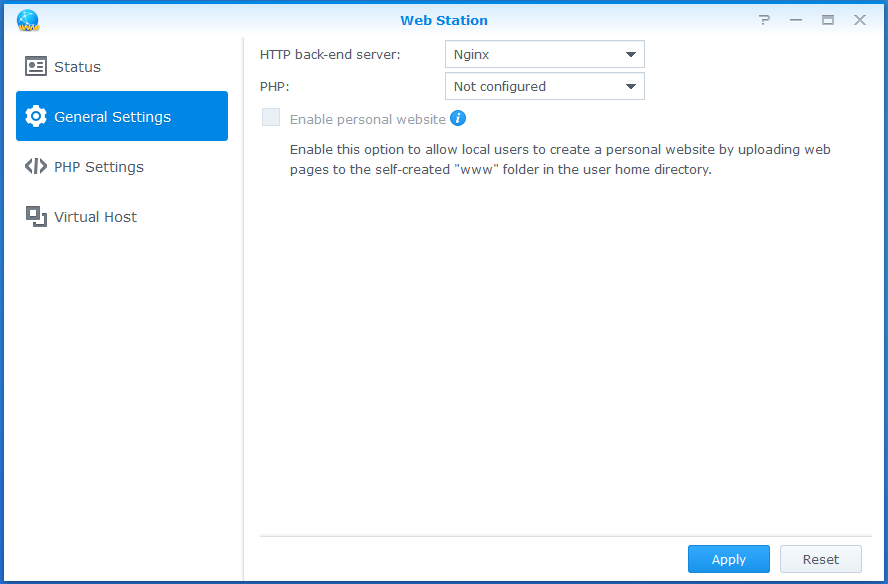 Web Station
Status
General Settings
PHP Settings
Virtual Host
HTTP back-end server: Nginx
PHP: Not configured
Enable personal website
Enable this option to allow local users to create a personal website by uploading web
pages to the self-created "www" folder in the user home directory.
Apply Reset